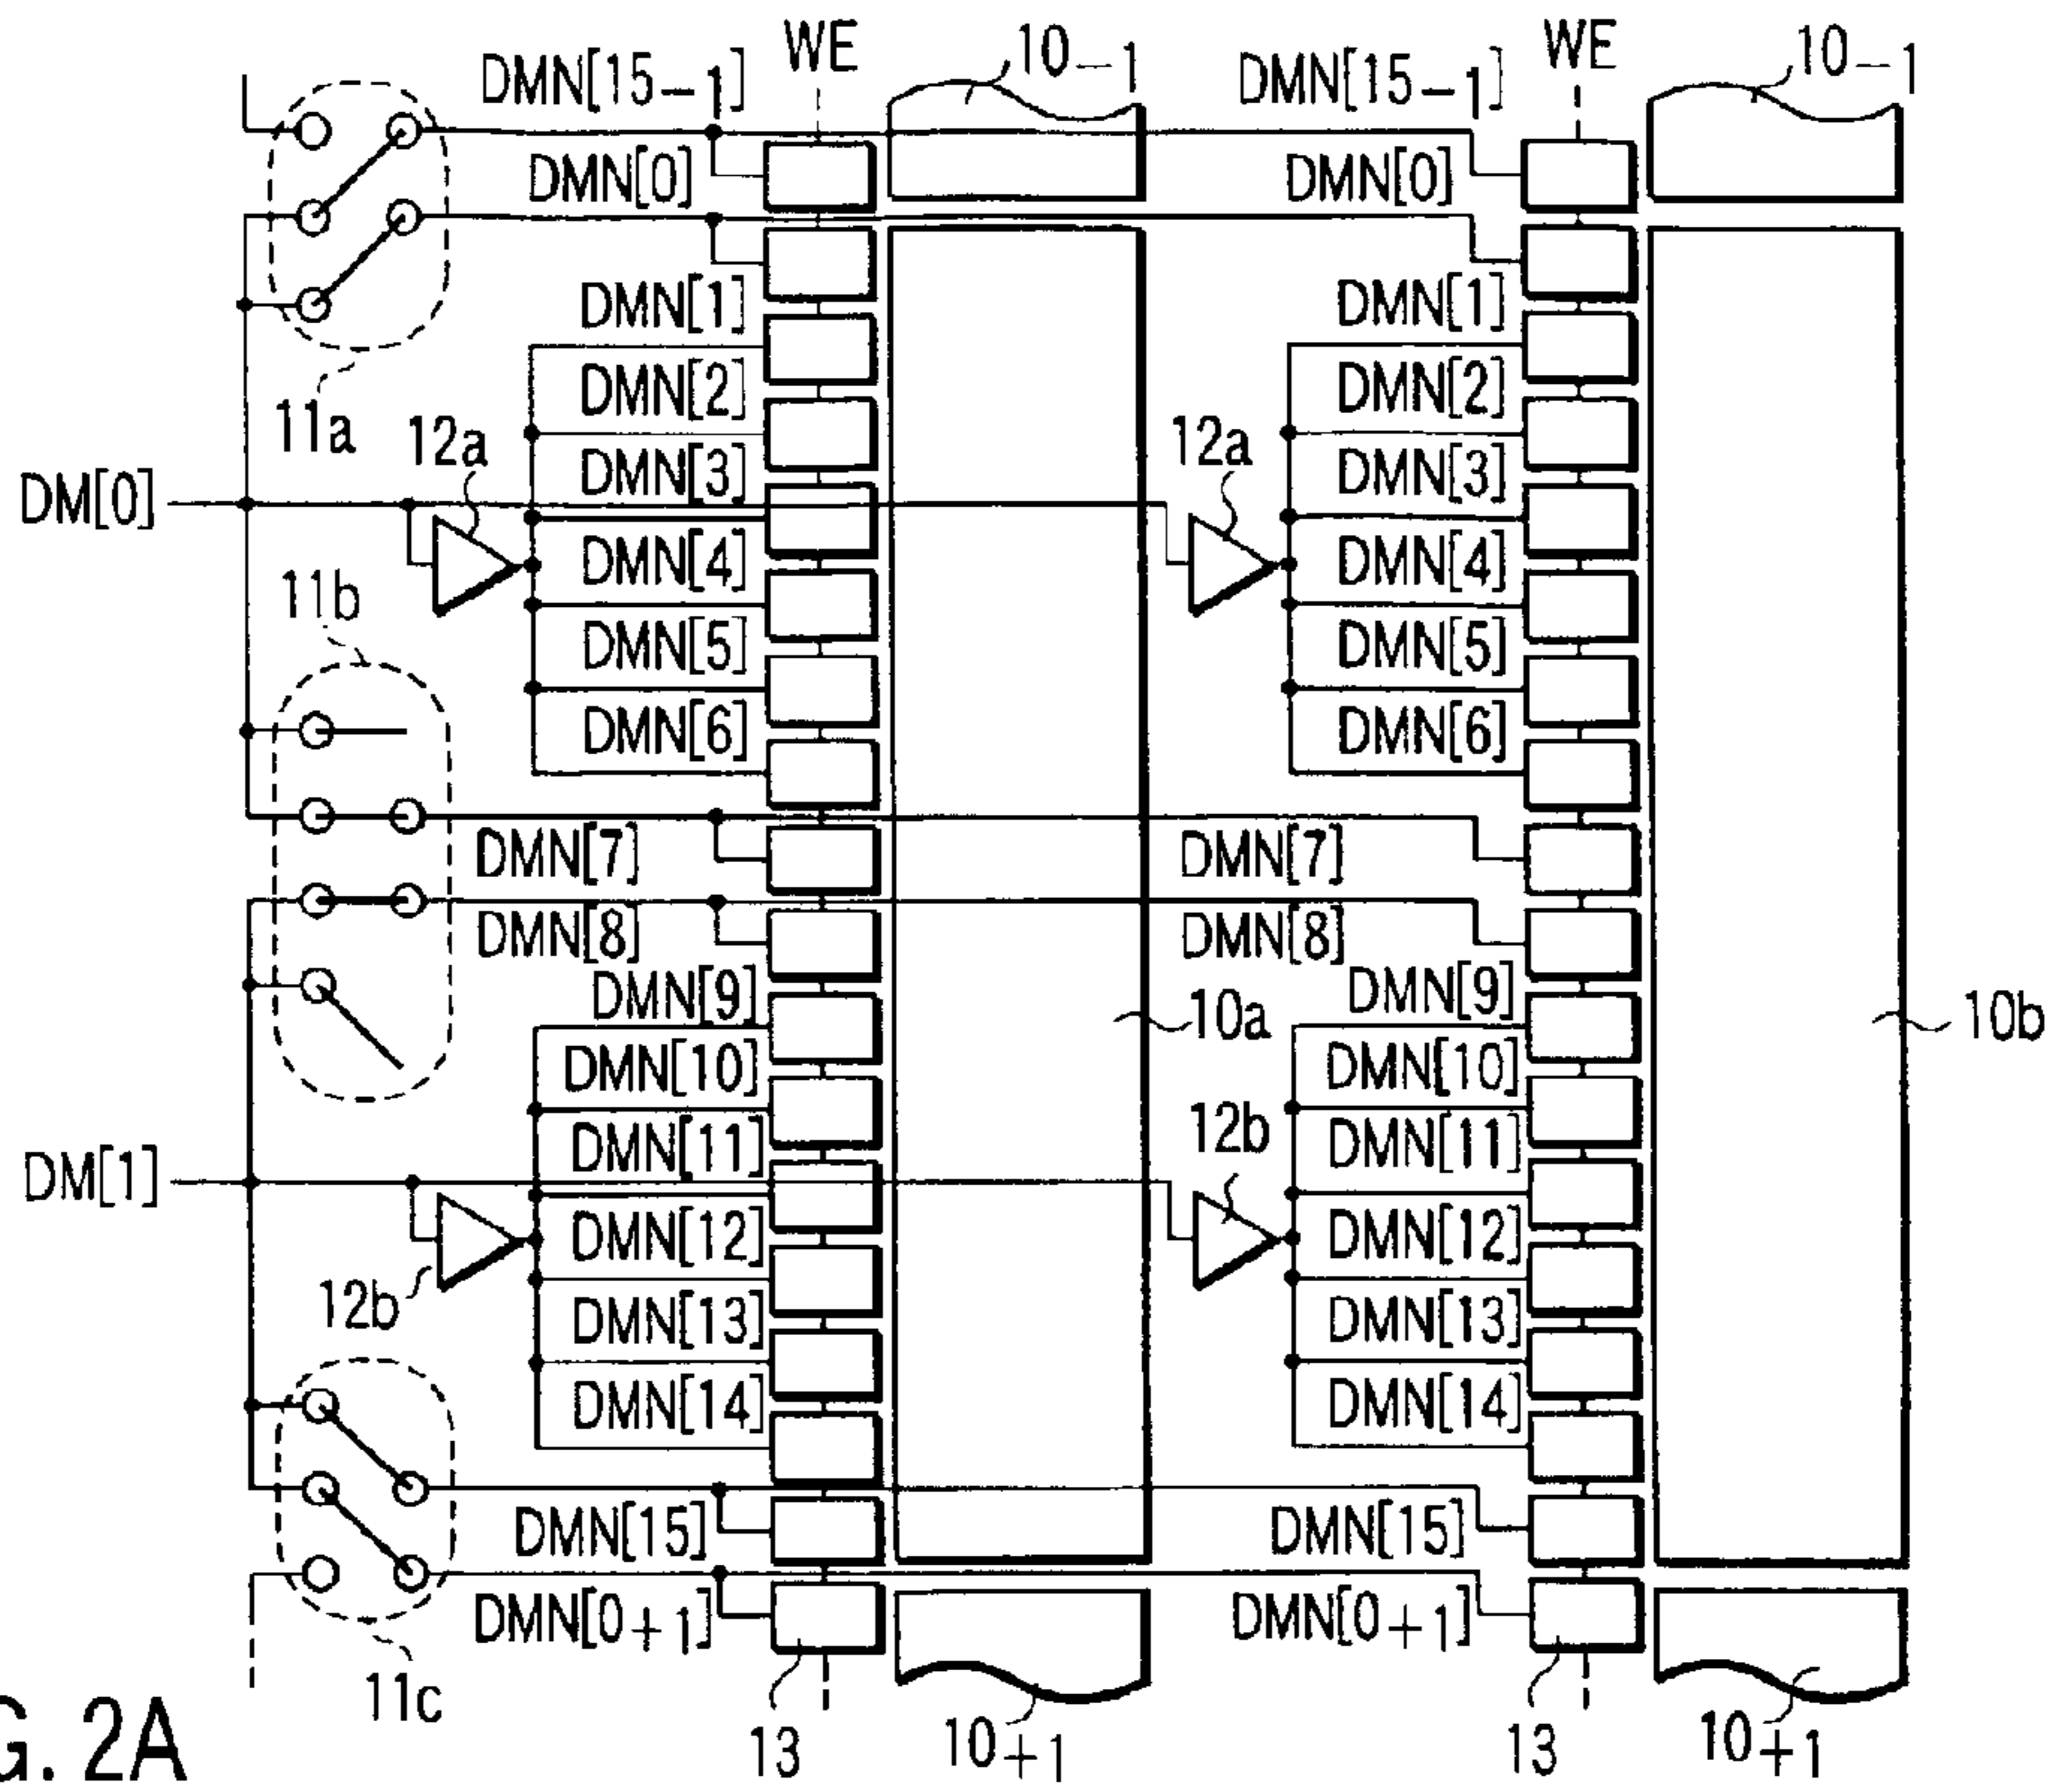 WE
10-1
WE
10-1
DMN[15-1]
DMN[15-1]
DMN[0]
DMN[0]
DMN[1]
DMN[1]
11a
12a
DMN[2]
12a
DMN[2]
DM[0]
DMN[3]
DMN[3]
11b
DMN[4]
DMN[4]
DMN[5]
DMN[5]
DMN[6]
DMN[6]
DMN[7]
DMN[7]
DMN[8]
DMN[8]
DMN[9]
10a
DMN[9]
10b
DMN[10]
DMN[10]
DM[1]
DMN[11]
12b
DMN[11]
12b
DMN[12]
DMN[12]
DMN[13]
DMN[13]
DMN[14]
DMN[14]
DMN[15]
DMN[15]
DMN[0+1]
DMN[0+1]
11c
13
10+1
13
10+1
G. 2A